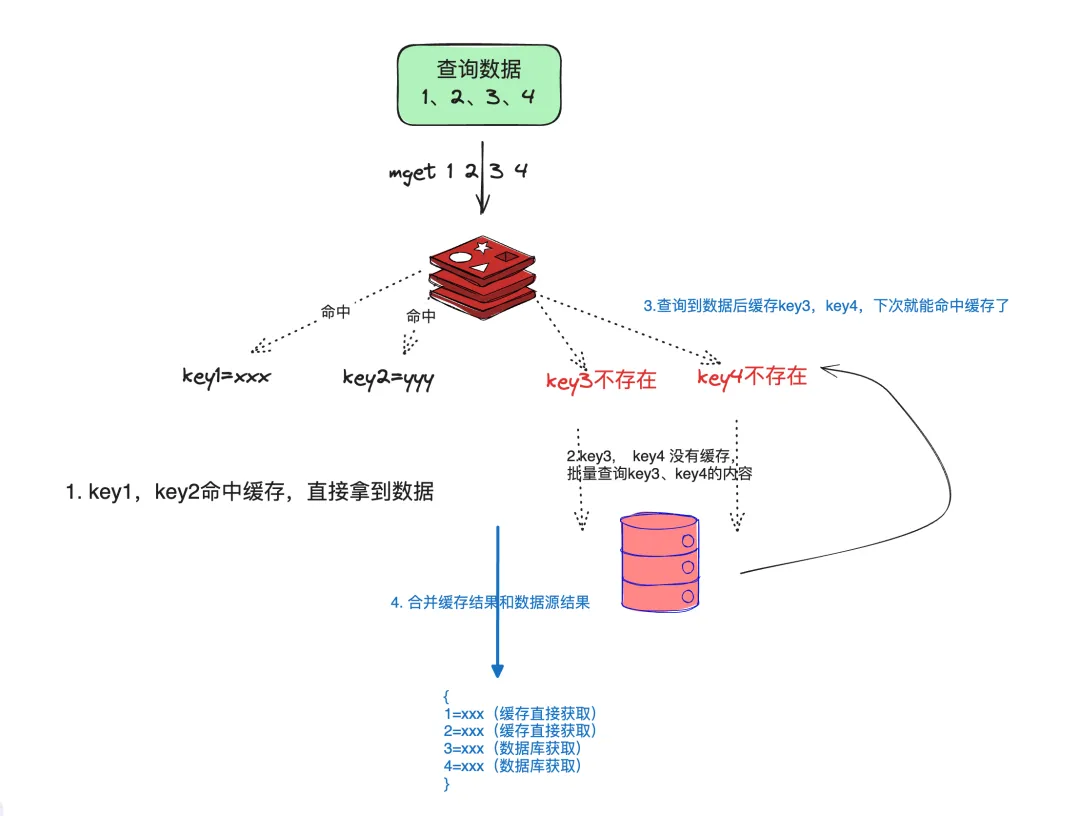 查询数据
1、2、3、4
mget 1 2 3 4
3.查询到数据后缓存key3，key4，下次就能命中缓存了
命中
命中
key1=xxx
key2=yyy
key3不存在
key4不存在
2.key3， key4 没有缓存，
批量查询key3、key4的内容
1. key1，key2命中缓存，直接拿到数据
4. 合并缓存结果和数据源结果
{
1=xxx（缓存直接获取）
2=xxx（缓存直接获取）
3=xxx（数据库获取）
4=xxx（数据库获取）
}